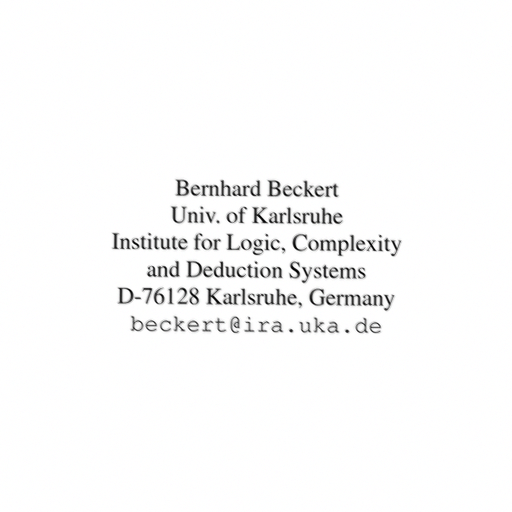 Bernhard Beckert
Univ. of Karlsruhe
Institute for Logic, Complexity
and Deduction Systems
D-76128 Karlsruhe, Germany
beckert@ira.uka.de